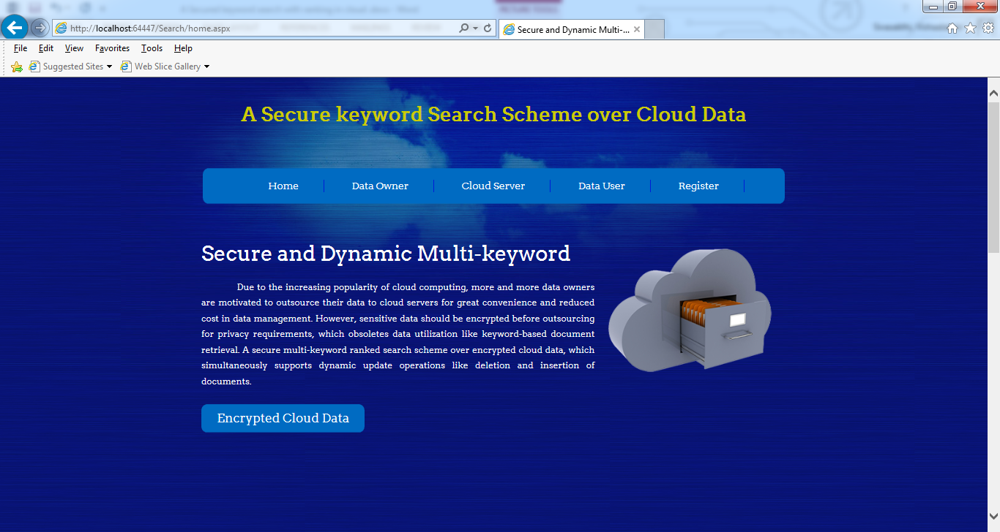 http://localhost:64447/Search/home.aspx
Secure and Dynamic Multi-...
File Edit View Favorites Tools Help
Suggested Sites Web Slice Gallery
A Secure keyword Search Scheme over Cloud Data
Home Data Owner Cloud Server Data User Register
Secure and Dynamic Multi-keyword
Due to the increasing popularity of cloud computing, more and more data owners
are motivated to outsource their data to cloud servers for great convenience and reduced
cost in data management. However, sensitive data should be encrypted before outsourcing
for privacy requirements, which obsoletes data utilization like keyword-based document
retrieval. A secure multi-keyword ranked search scheme over encrypted cloud data, which
simultaneously supports dynamic update operations like deletion and insertion of
documents.
Encrypted Cloud Data